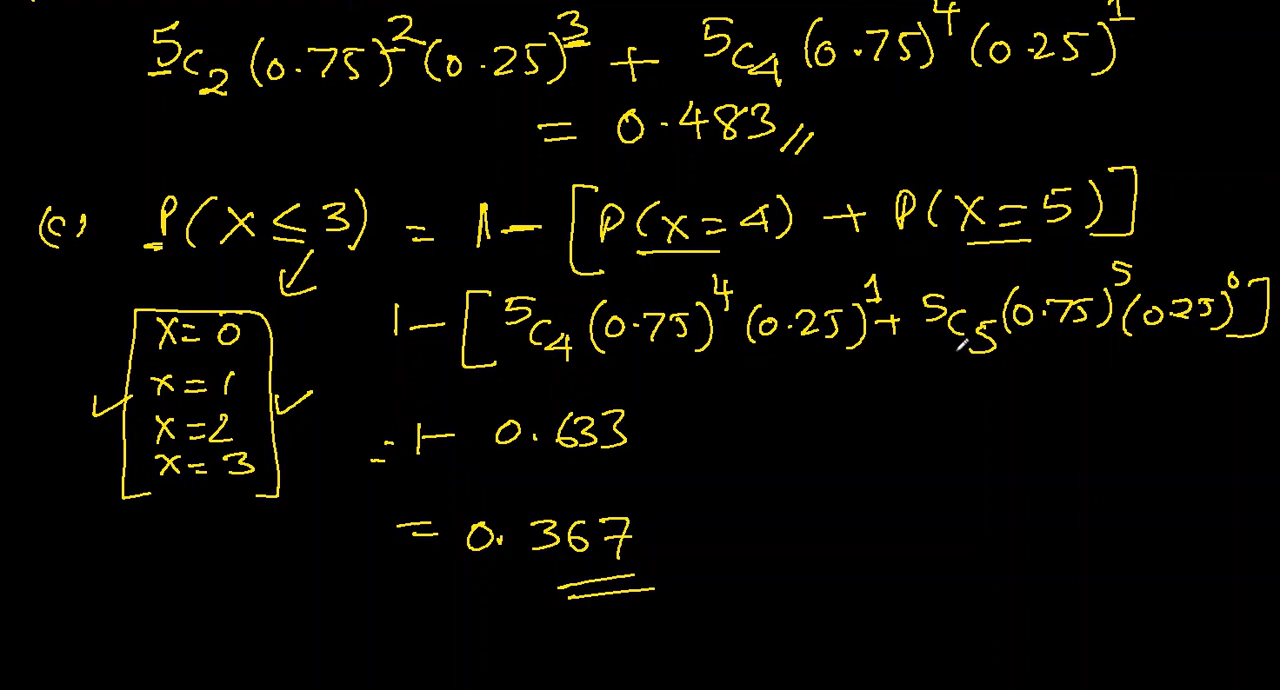 ⁵C₂ (0.75)² (0.25)³ + ⁵C₄ (0.75)⁴ (0.25)¹
= 0.483 //
(c) P(X ≤ 3) = 1 - [P(X = 4) + P(X = 5)]
1 - [⁵C₄ (0.75)⁴ (0.25)¹ + ⁵C₅ (0.75)⁵ (0.25)⁰]
x = 0
x = 1
x = 2
x = 3
= 1 - 0.633
= 0.367